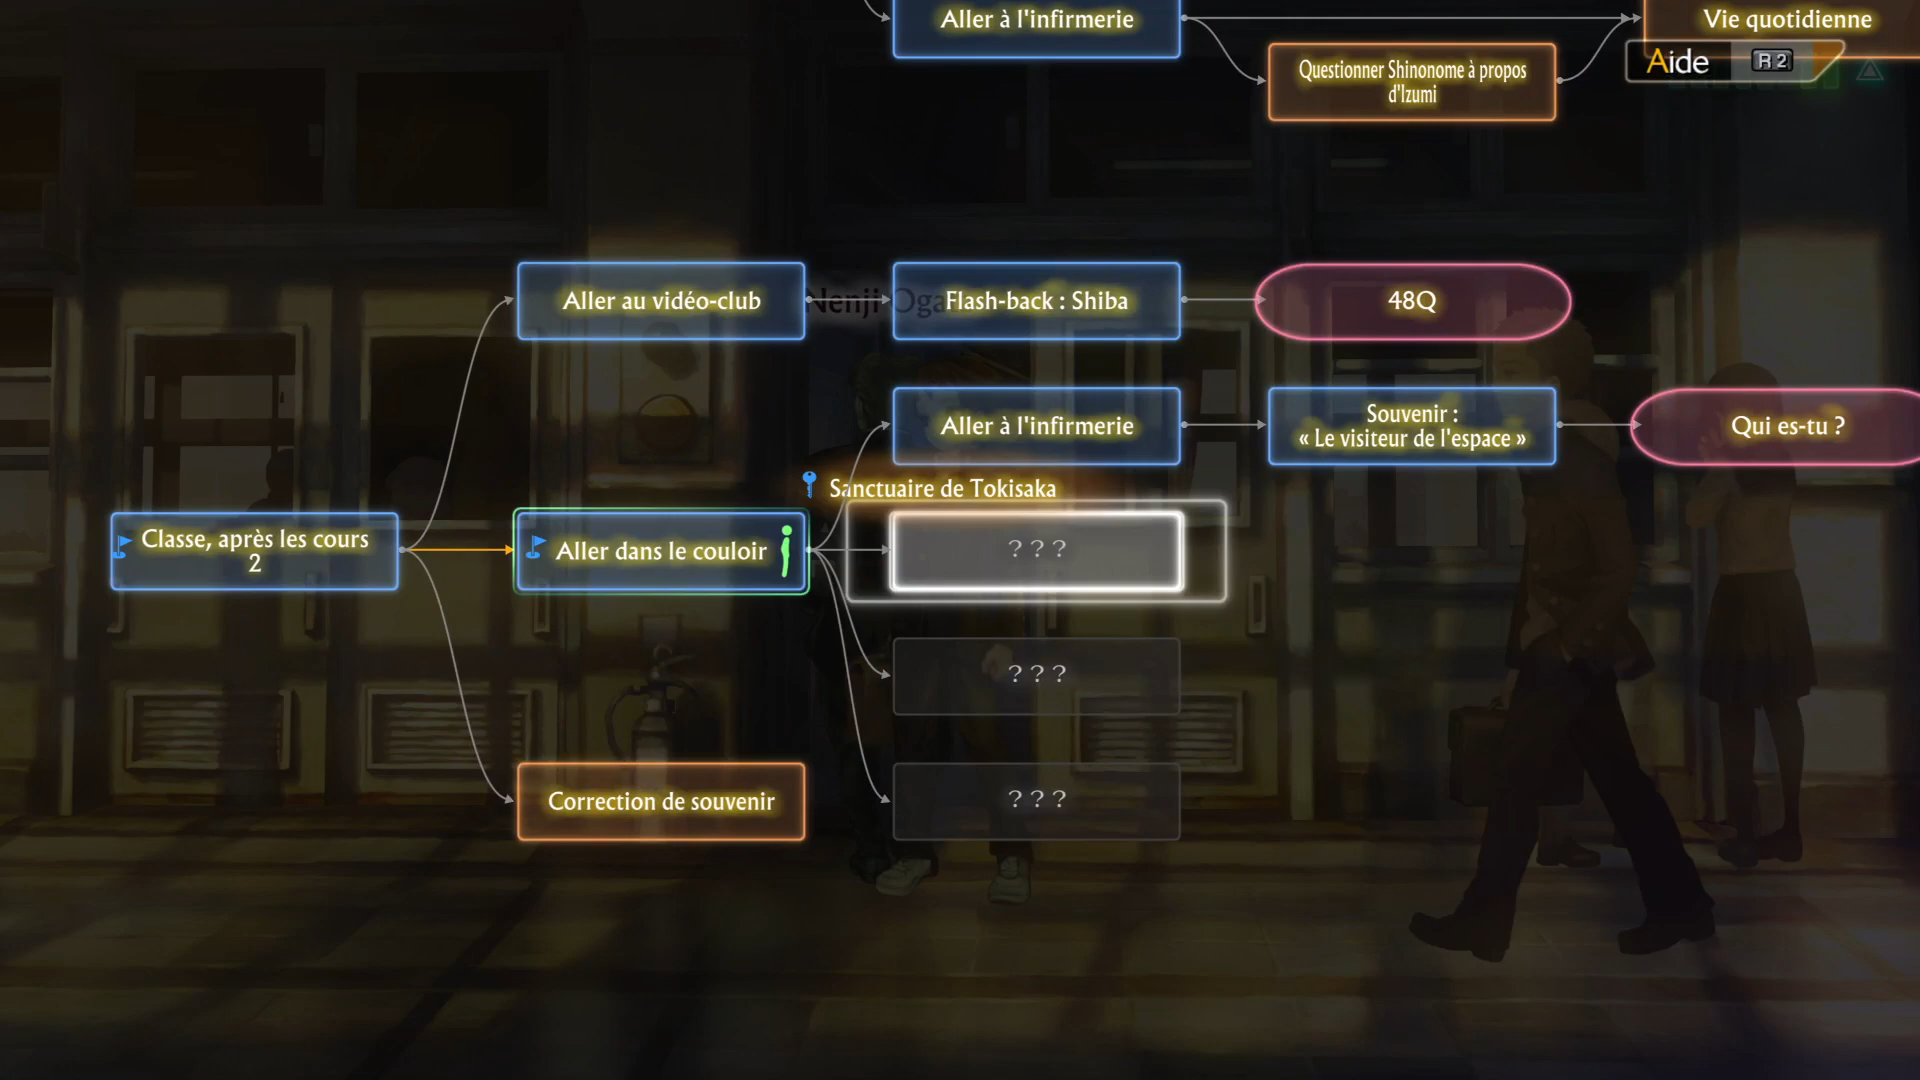 Aller à l'infirmerie
Vie quotidienne
Questionner Shinonome à propos
d'Izumi
Aide R2
Aller au vidéo-club
Nenji Oga
Flash-back : Shiba
48Q
Aller à l'infirmerie
Souvenir :
« Le visiteur de l'espace »
Qui es-tu ?
Sanctuaire de Tokisaka
Classe, après les cours
2
Aller dans le couloir
? ? ?
? ? ?
Correction de souvenir
? ? ?